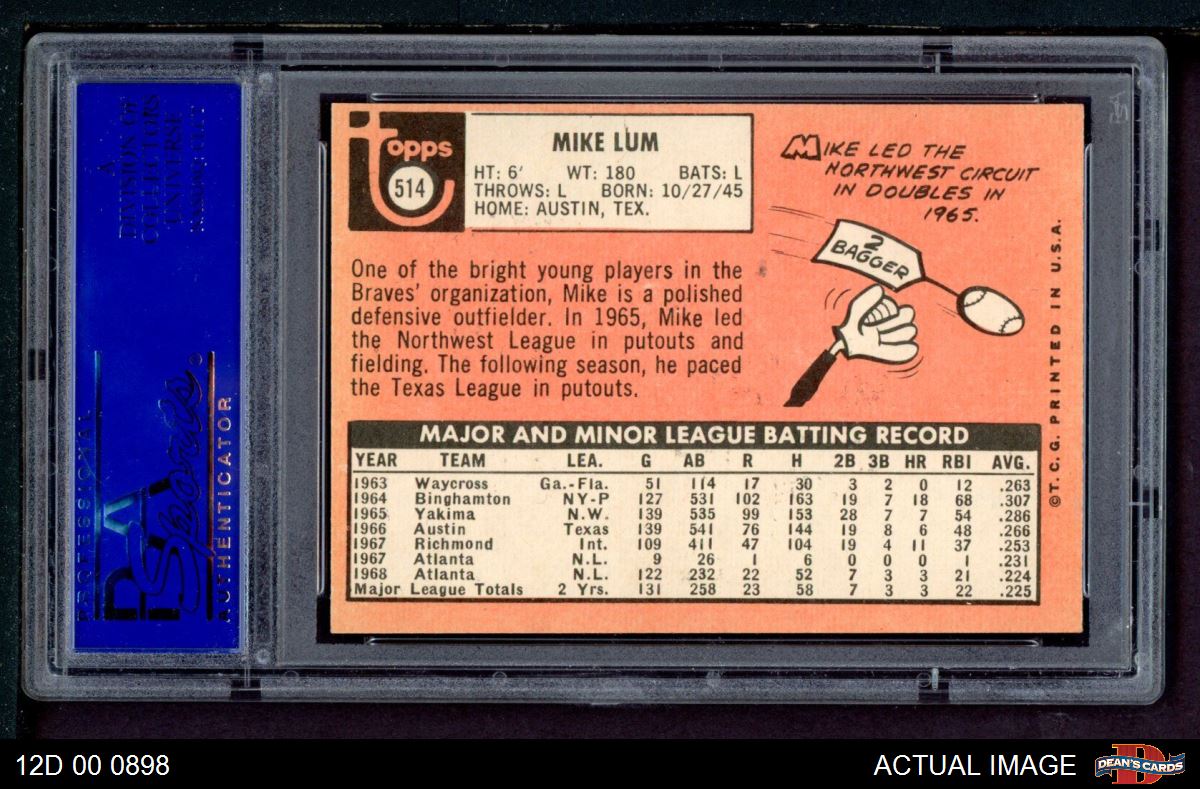 A
DIVISION OF
COLLECTORS
UNIVERSE
NASDAQ: CLCT
PROFESSIONAL
PSA
Sports
AUTHENTICATOR
topps
514
MIKE LUM
HT: 6' WT: 180 BATS: L
THROWS: L BORN: 10/27/45
HOME: AUSTIN, TEX.
MIKE LED THE
NORTHWEST CIRCUIT
IN DOUBLES IN
1965.
2
BAGGER
One of the bright young players in the
Braves' organization, Mike is a polished
defensive outfielder. In 1965, Mike led
the Northwest League in putouts and
fielding. The following season, he paced
the Texas League in putouts.
MAJOR AND MINOR LEAGUE BATTING RECORD
YEAR TEAM LEA. G AB R H 2B 3B HR RBI AVG.
1963 Waycross Ga.-Fla. 51 114 17 30 3 2 0 12 .263
1964 Binghamton NY-P 127 531 102 163 19 7 18 68 .307
1965 Yakima N.W. 139 535 99 153 28 7 7 54 .286
1966 Austin Texas 139 541 76 144 19 8 6 48 .266
1967 Richmond Int. 109 411 47 104 19 4 11 37 .253
1967 Atlanta N.L. 9 26 1 6 0 0 0 1 .231
1968 Atlanta N.L. 122 232 22 52 7 3 3 21 .224
Major League Totals 2 Yrs. 131 258 23 58 7 3 3 22 .225
©T.C.G. PRINTED IN U.S.A.
12D 00 0898
ACTUAL IMAGE
DEAN'S CARDS